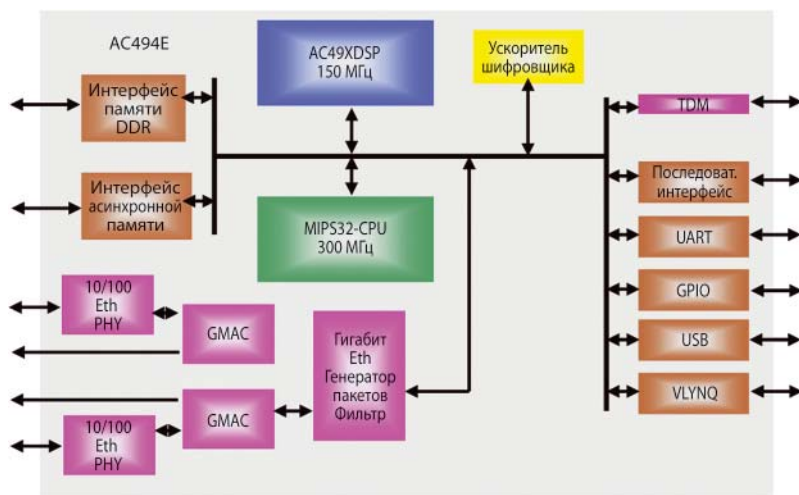 AC494E
AC49XDSP
150 МГц
Ускоритель
шифровщика
Интерфейс
памяти
DDR
TDM
Интерфейс
асинхронной
памяти
Последоват.
интерфейс
MIPS32-CPU
300 МГц
UART
GPIO
USB
VLYNQ
10/100
Eth
PHY
GMAC
Гигабит
Eth
Генератор
пакетов
Фильтр
GMAC
10/100
Eth
PHY